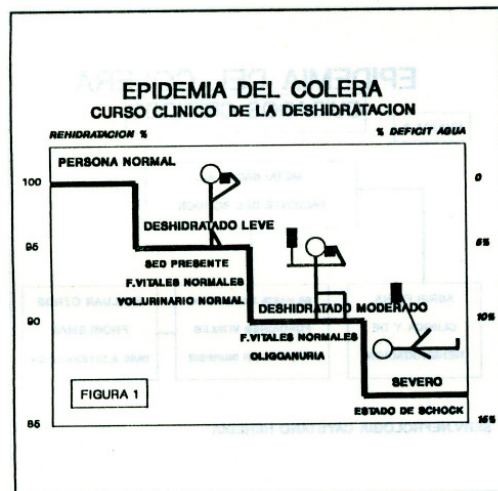 EPIDEMIA DEL COLERA
CURSO CLINICO DE LA DESHIDRATACION
REHIDRATACION % % DEFICIT AGUA
PERSONA NORMAL
100 0
DESHIDRATADO LEVE
95 5%
SED PRESENTE
F.VITALES NORMALES
VOL.URINARIO NORMAL
DESHIDRATADO MODERADO
90 10%
F.VITALES NORMALES
OLIGOANURIA
SEVERO
FIGURA 1
ESTADO DE SCHOCK
85 15%